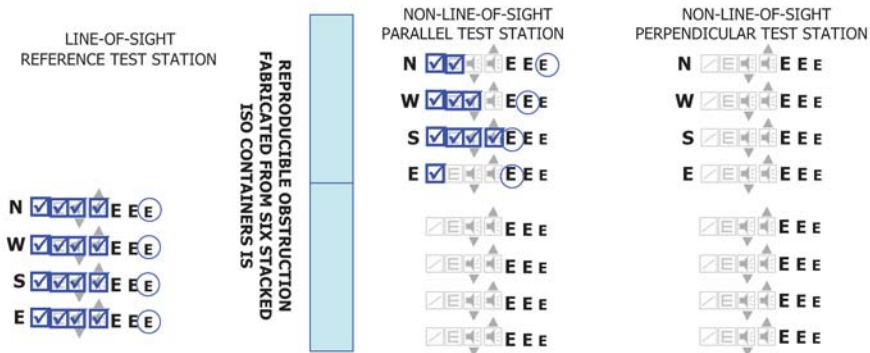 LINE-OF-SIGHT
REFERENCE TEST STATION
N E E E
W E E E
S E E E
E E E E
REPRODUCIBLE OBSTRUCTION
FABRICATED FROM SIX STACKED
ISO CONTAINERS IS
NON-LINE-OF-SIGHT
PARALLEL TEST STATION
N E E E
W E E E
S E E E
E E E E E
E E E E
E E E E
E E E E
E E E E
NON-LINE-OF-SIGHT
PERPENDICULAR TEST STATION
N E E E E
W E E E E
S E E E E
E E E E E
E E E E
E E E E
E E E E
E E E E